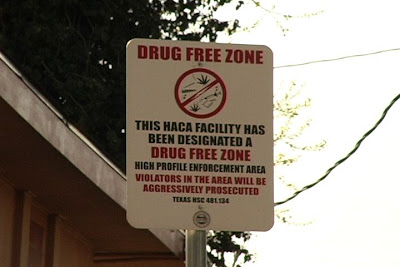 DRUG FREE ZONE
THIS HACA FACILITY HAS
BEEN DESIGNATED A
DRUG FREE ZONE
HIGH PROFILE ENFORCEMENT AREA
VIOLATORS IN THE AREA WILL BE
AGGRESSIVELY PROSECUTED
TEXAS HSC 481.134